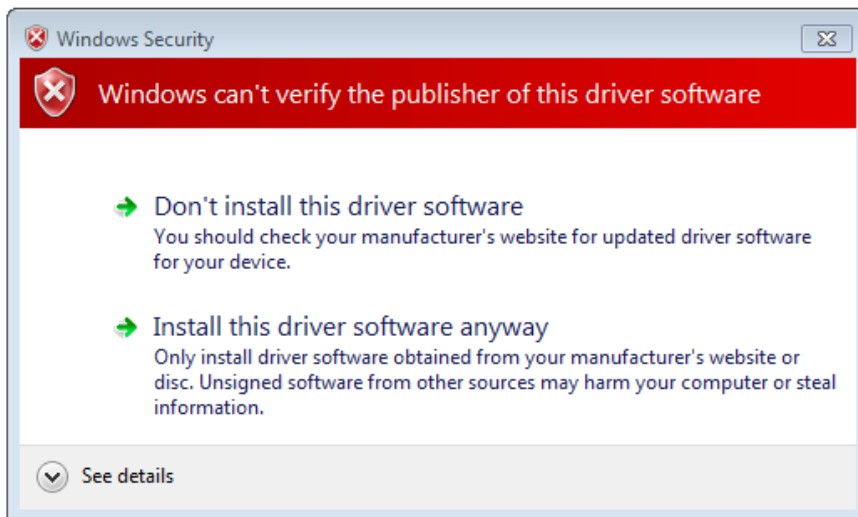 Windows Security
Windows can't verify the publisher of this driver software
Don't install this driver software
You should check your manufacturer's website for updated driver software
for your device.
Install this driver software anyway
Only install driver software obtained from your manufacturer's website or
disc. Unsigned software from other sources may harm your computer or steal
information.
See details